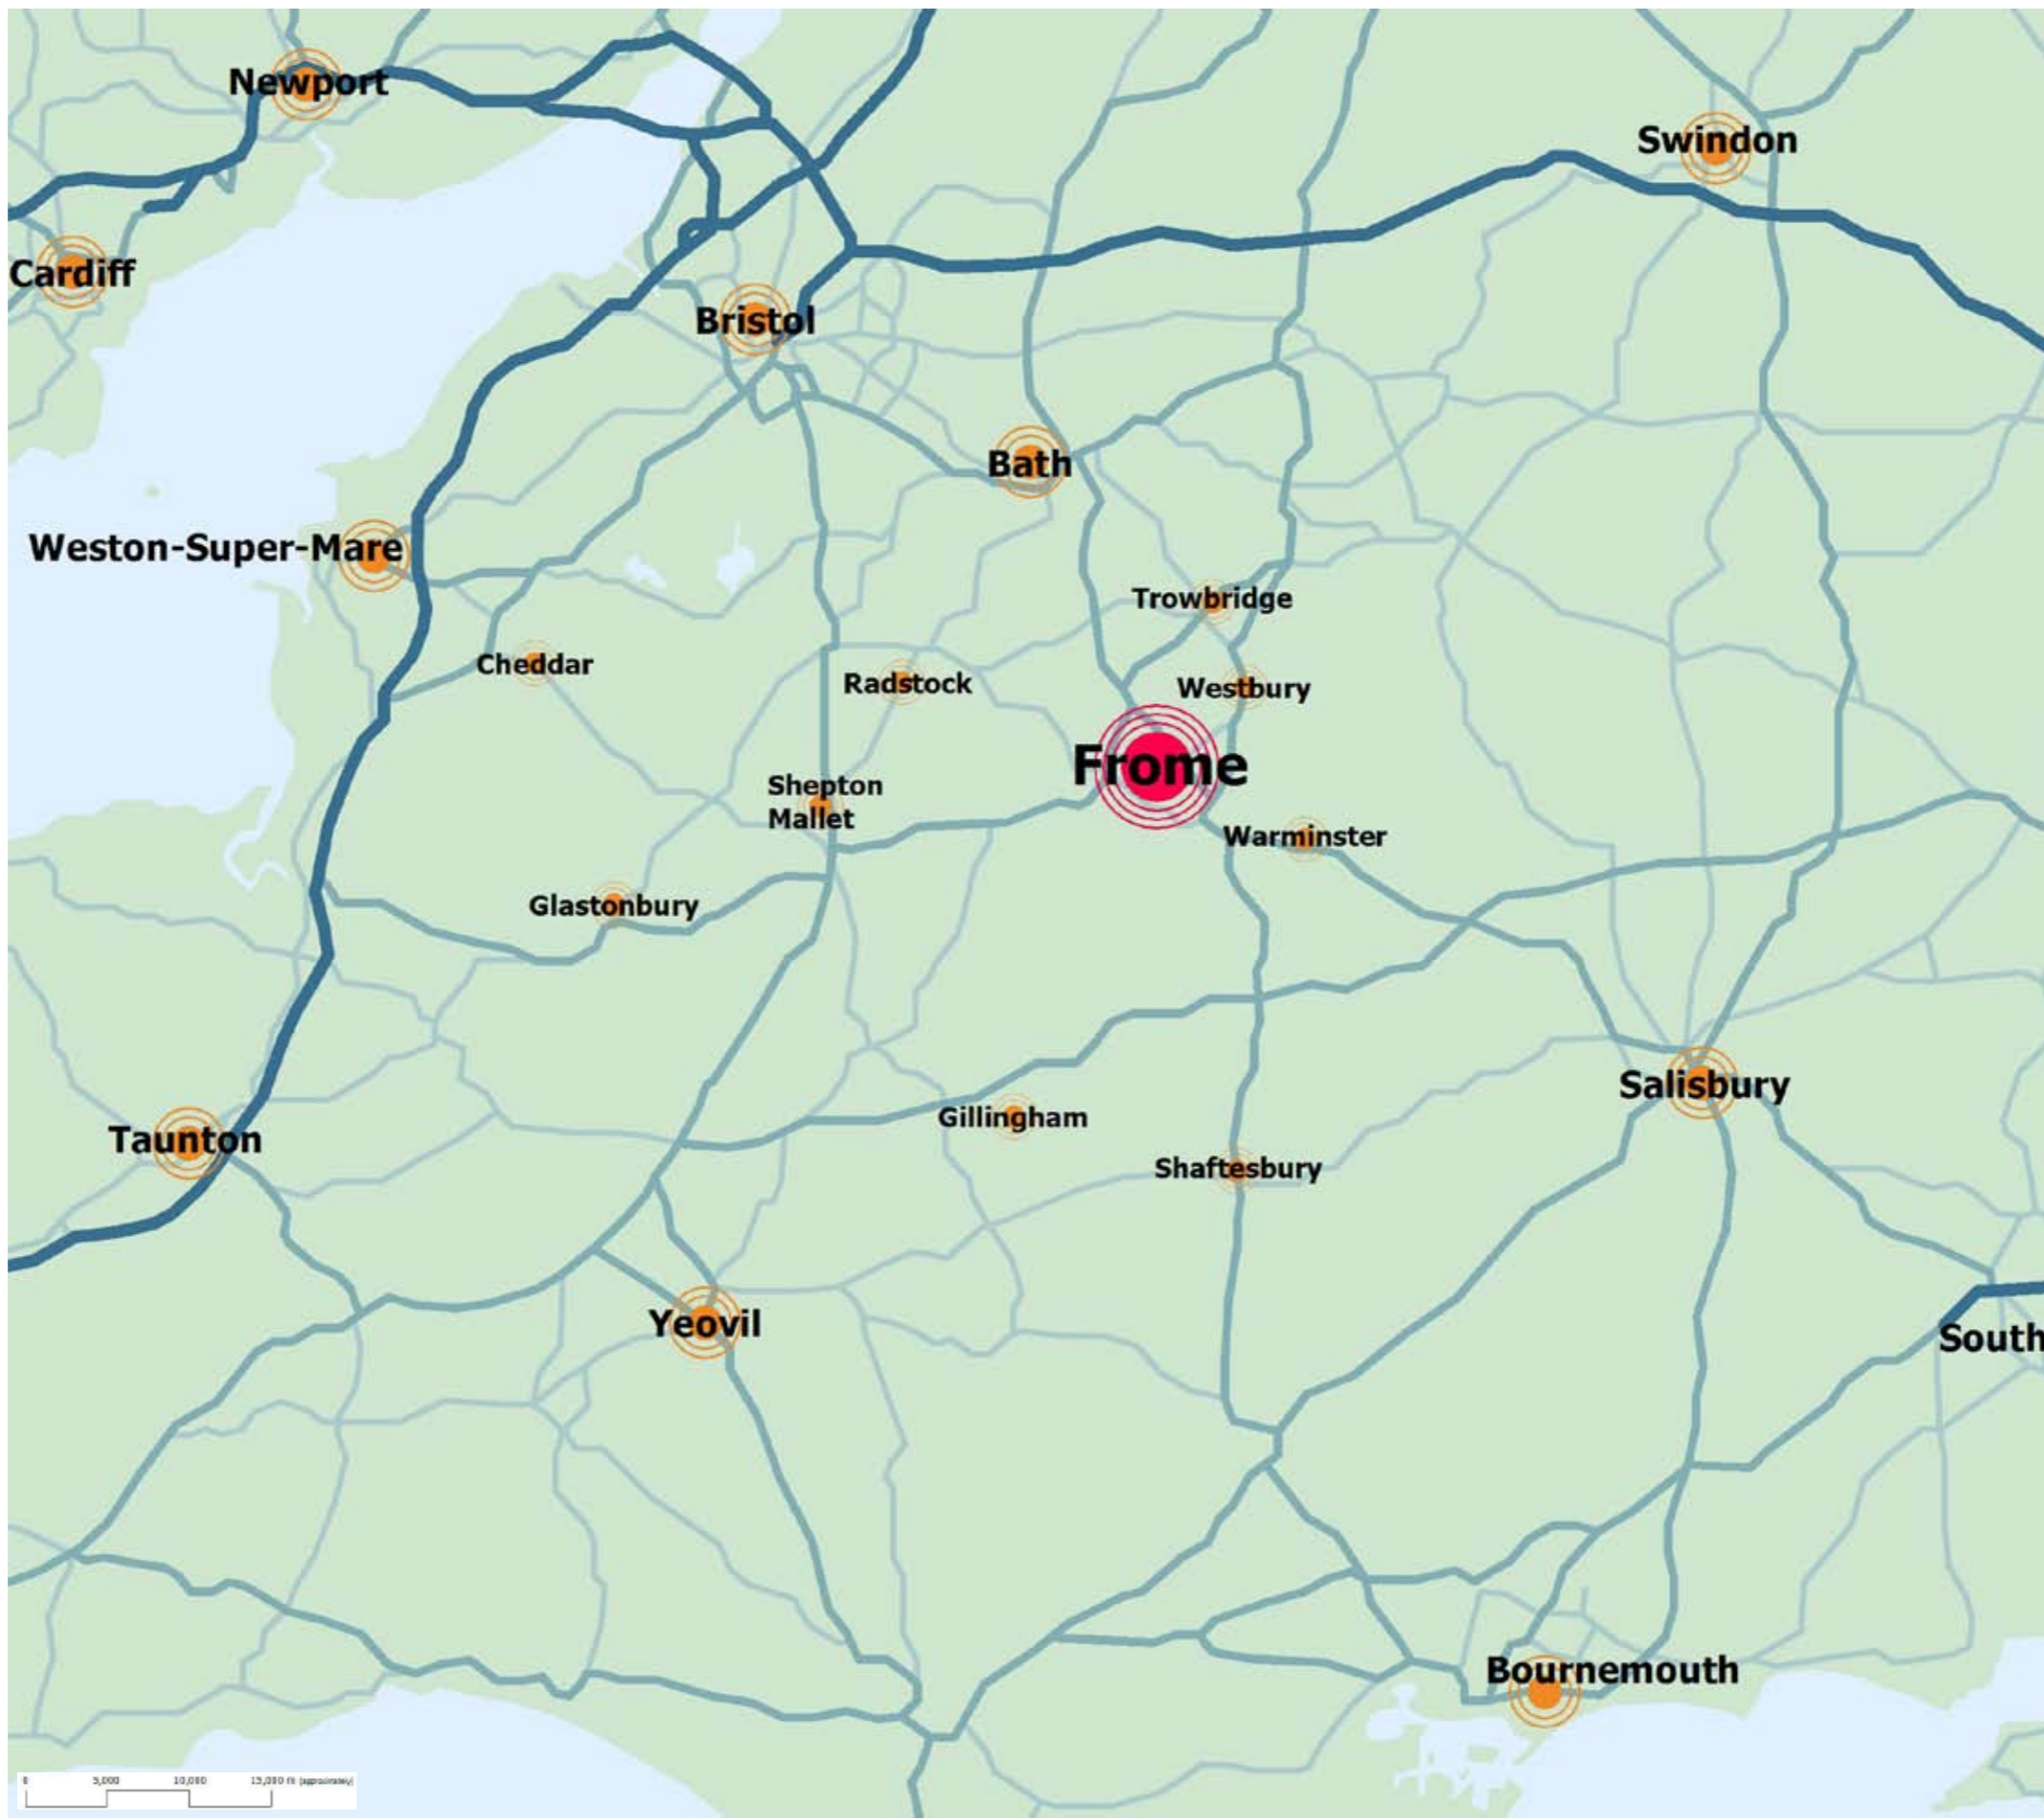 Newport
Swindon
Cardiff
Bristol
Bath
Weston-Super-Mare
Trowbridge
Cheddar
Radstock
Westbury
Frome
Shepton
Mallet
Warminster
Glastonbury
Salisbury
Gillingham
Taunton
Shaftesbury
Yeovil
South
Bournemouth
0 5,000 10,000 15,000 (approximately)